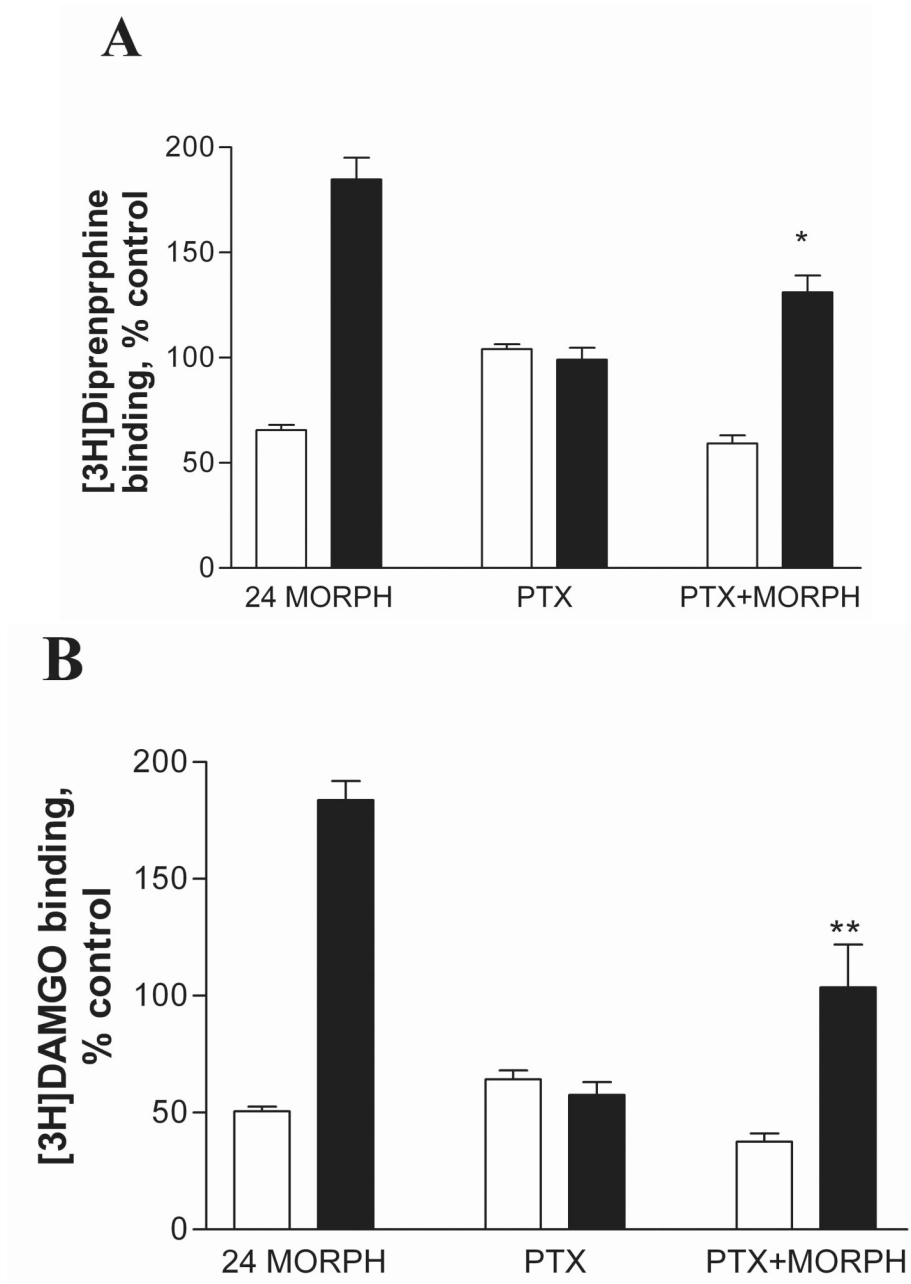 A
[3H]Diprenprphine
binding, % control
200
150
100
50
0
*
24 MORPH PTX PTX+MORPH
B
[3H]DAMGO binding,
% control
200
150
100
50
0
**
24 MORPH PTX PTX+MORPH